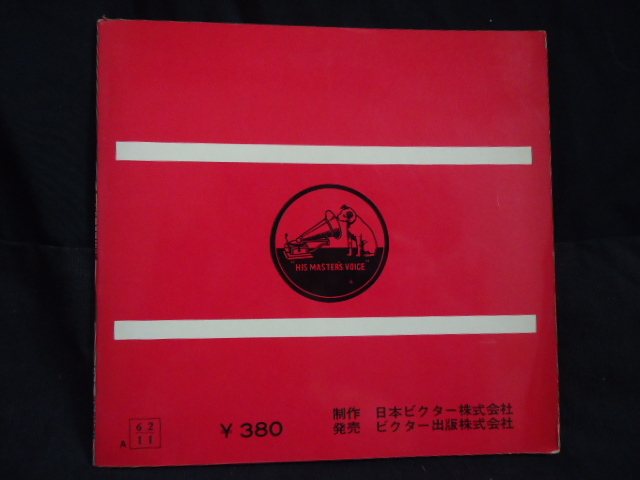 "HIS MASTER'S VOICE"
制作 日本ビクター株式会社
発売 ビクター出版株式会社
¥ 380
A
62
11